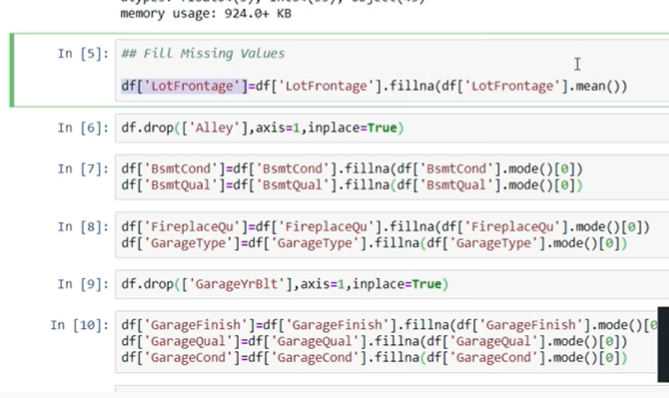 memory usage: 924.0+ KB
In [5]: ## Fill Missing Values
df['LotFrontage']=df['LotFrontage'].fillna(df['LotFrontage'].mean())
In [6]: df.drop(['Alley'],axis=1,inplace=True)
In [7]: df['BsmtCond']=df['BsmtCond'].fillna(df['BsmtCond'].mode()[0])
df['BsmtQual']=df['BsmtQual'].fillna(df['BsmtQual'].mode()[0])
In [8]: df['FireplaceQu']=df['FireplaceQu'].fillna(df['FireplaceQu'].mode()[0])
df['GarageType']=df['GarageType'].fillna(df['GarageType'].mode()[0])
In [9]: df.drop(['GarageYrBlt'],axis=1,inplace=True)
In [10]: df['GarageFinish']=df['GarageFinish'].fillna(df['GarageFinish'].mode()[0
df['GarageQual']=df['GarageQual'].fillna(df['GarageQual'].mode()[0])
df['GarageCond']=df['GarageCond'].fillna(df['GarageCond'].mode()[0])